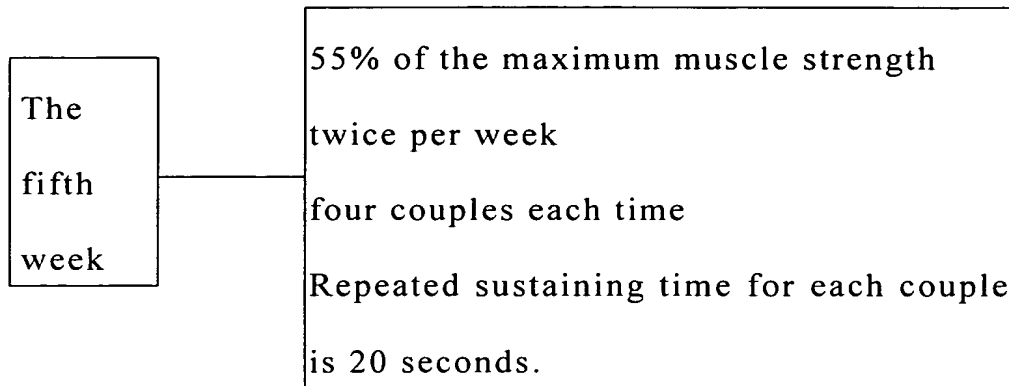 The
fifth
week
55% of the maximum muscle strength
twice per week
four couples each time
Repeated sustaining time for each couple
is 20 seconds.